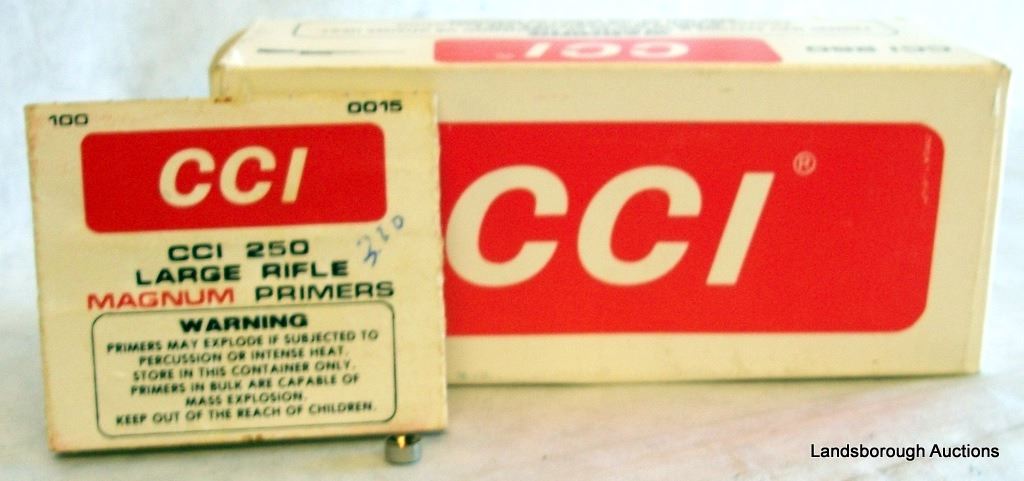 100 0015
CCI
CCI 250
LARGE RIFLE
MAGNUM PRIMERS
330
WARNING
PRIMERS MAY EXPLODE IF SUBJECTED TO
PERCUSSION OR INTENSE HEAT.
STORE IN THIS CONTAINER ONLY.
PRIMERS IN BULK ARE CAPABLE OF
MASS EXPLOSION.
KEEP OUT OF THE REACH OF CHILDREN.
CCI
CCI®
Landsborough Auctions